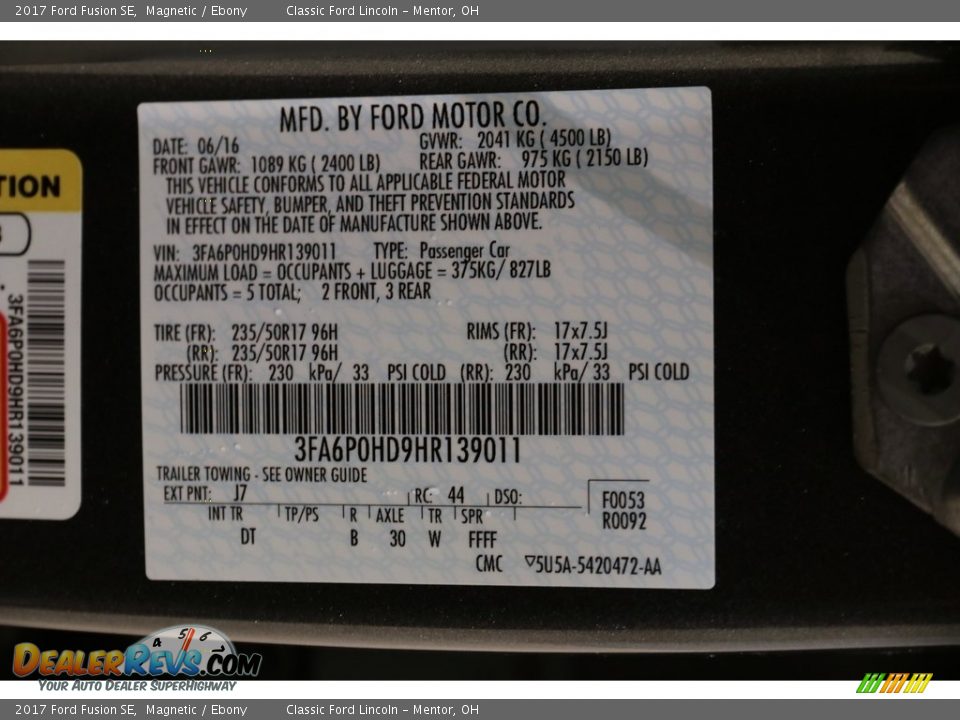 2017 Ford Fusion SE, Magnetic / Ebony Classic Ford Lincoln - Mentor, OH
MFD. BY FORD MOTOR CO.
DATE: 06/16 GVWR: 2041 KG ( 4500 LB)
FRONT GAWR: 1089 KG ( 2400 LB) REAR GAWR: 975 KG ( 2150 LB)
THIS VEHICLE CONFORMS TO ALL APPLICABLE FEDERAL MOTOR
VEHICLE SAFETY, BUMPER, AND THEFT PREVENTION STANDARDS
IN EFFECT ON THE DATE OF MANUFACTURE SHOWN ABOVE.
VIN: 3FA6P0HD9HR139011 TYPE: Passenger Car
MAXIMUM LOAD = OCCUPANTS + LUGGAGE = 375KG/ 827LB
OCCUPANTS = 5 TOTAL; 2 FRONT, 3 REAR
TIRE (FR): 235/50R17 96H RIMS (FR): 17x7.5J
(RR): 235/50R17 96H (RR): 17x7.5J
PRESSURE (FR): 230 kPa/ 33 PSI COLD (RR): 230 kPa/ 33 PSI COLD
3FA6P0HD9HR139011
TRAILER TOWING - SEE OWNER GUIDE
EXT PNT: J7 RC: 44 DSO:
F0053
R0092
INT TR TP/PS R AXLE TR SPR
DT B 30 W FFFF
CMC ▽5U5A-5420472-AA
TION
3FA6P0HD9HR139011
4 5 6
DEALERREVS.COM
YOUR AUTO DEALER SUPERHIGHWAY
2017 Ford Fusion SE, Magnetic / Ebony Classic Ford Lincoln - Mentor, OH